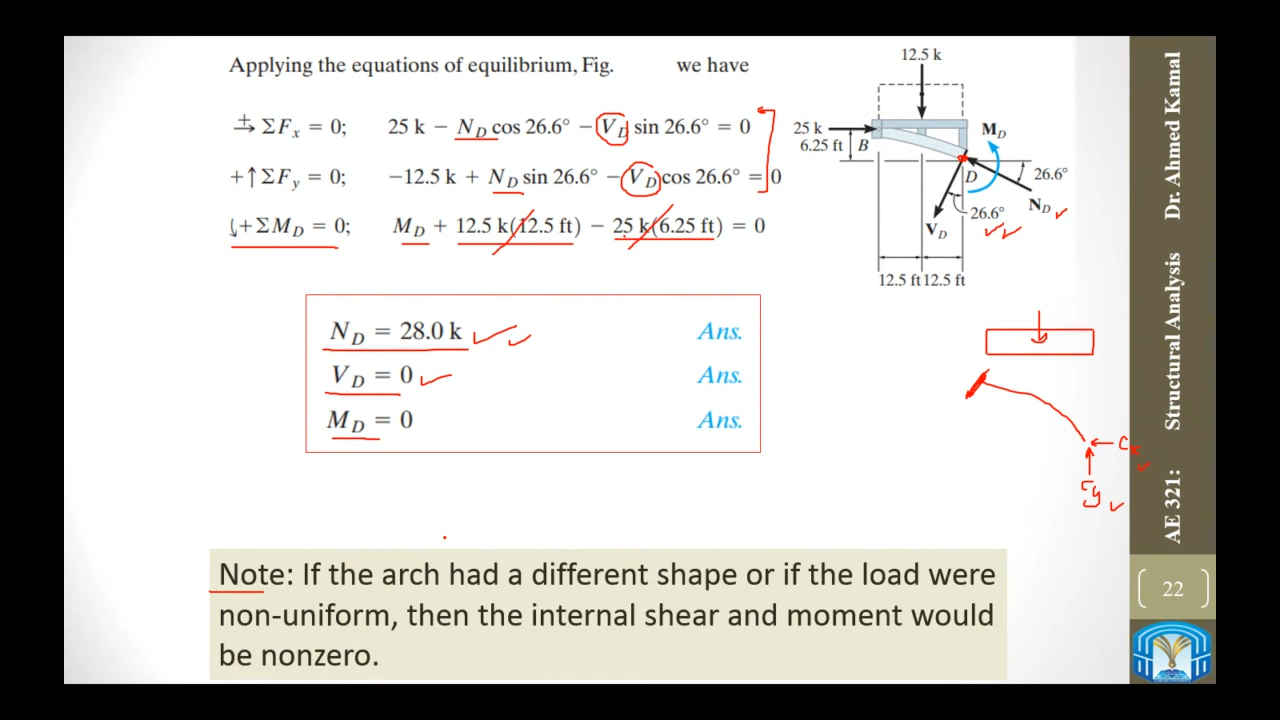 Applying the equations of equilibrium, Fig. we have
→+ ΣFx = 0; 25 k − ND cos 26.6° − VD sin 26.6° = 0
+↑ΣFy = 0; −12.5 k + ND sin 26.6° − VD cos 26.6° = 0
↓+ΣMD = 0; MD + 12.5 k(12.5 ft) − 25 k(6.25 ft) = 0
ND = 28.0 k Ans.
VD = 0 Ans.
MD = 0 Ans.
12.5 k
25 k
6.25 ft
B
MD
D
26.6°
ND
26.6°
VD
12.5 ft 12.5 ft
Cy
Note: If the arch had a different shape or if the load were
non-uniform, then the internal shear and moment would
be nonzero.
AE 321: Structural Analysis Dr. Ahmed Kamal
22